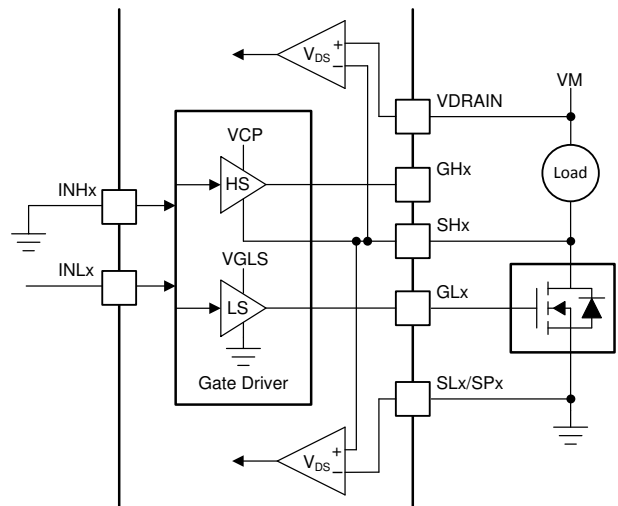 VDS
+
−
VDRAIN
VM
VCP
HS
GHx
Load
INHx
SHx
VGLS
INLx
LS
GLx
Gate Driver
SLx/SPx
VDS
+
−